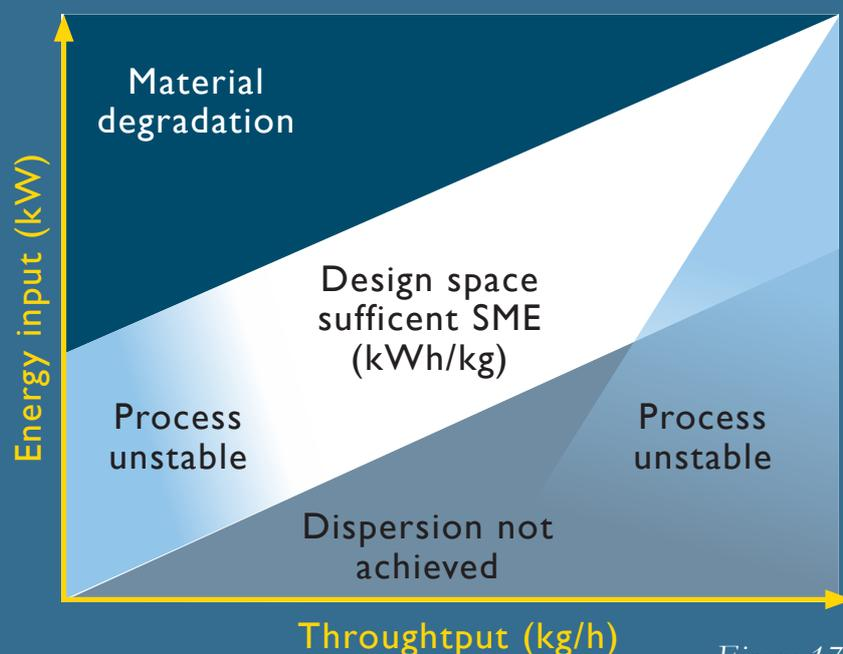 Material
degradation
Energy input (kW)
Design space
sufficent SME
(kWh/kg)
Process
unstable
Process
unstable
Dispersion not
achieved
Throughtput (kg/h)